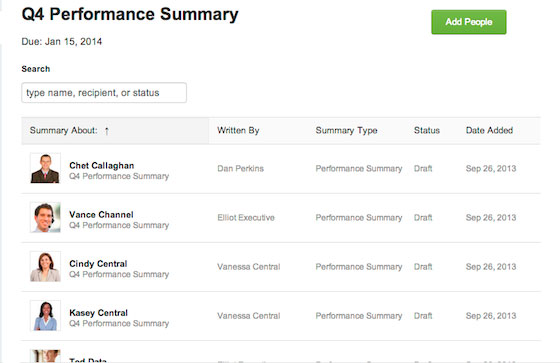 Q4 Performance Summary
Add People
Due: Jan 15, 2014
Search
type name, recipient, or status
Summary About: ↑ Written By Summary Type Status Date Added
Chet Callaghan
Q4 Performance Summary Dan Perkins Performance Summary Draft Sep 26, 2013
Vance Channel
Q4 Performance Summary Elliot Executive Performance Summary Draft Sep 26, 2013
Cindy Central
Q4 Performance Summary Vanessa Central Performance Summary Draft Sep 26, 2013
Kasey Central
Q4 Performance Summary Vanessa Central Performance Summary Draft Sep 26, 2013
Ted Data